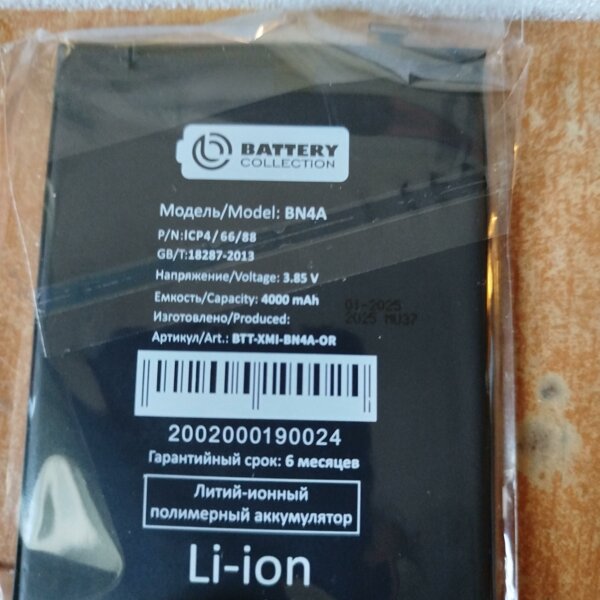 BATTERY
COLLECTION
Модель/Model: BN4A
P/N:ICP4/66/88
GB/T:18287-2013
Напряжение/Voltage: 3.85 V
Емкость/Capacity: 4000 mAh
01-2025
Изготовлено/Produced:
2025 MU37
Артикул/Art.: BTT-XMI-BN4A-OR
2002000190024
Гарантийный срок: 6 месяцев
Литий-ионный
полимерный аккумулятор
Li-ion